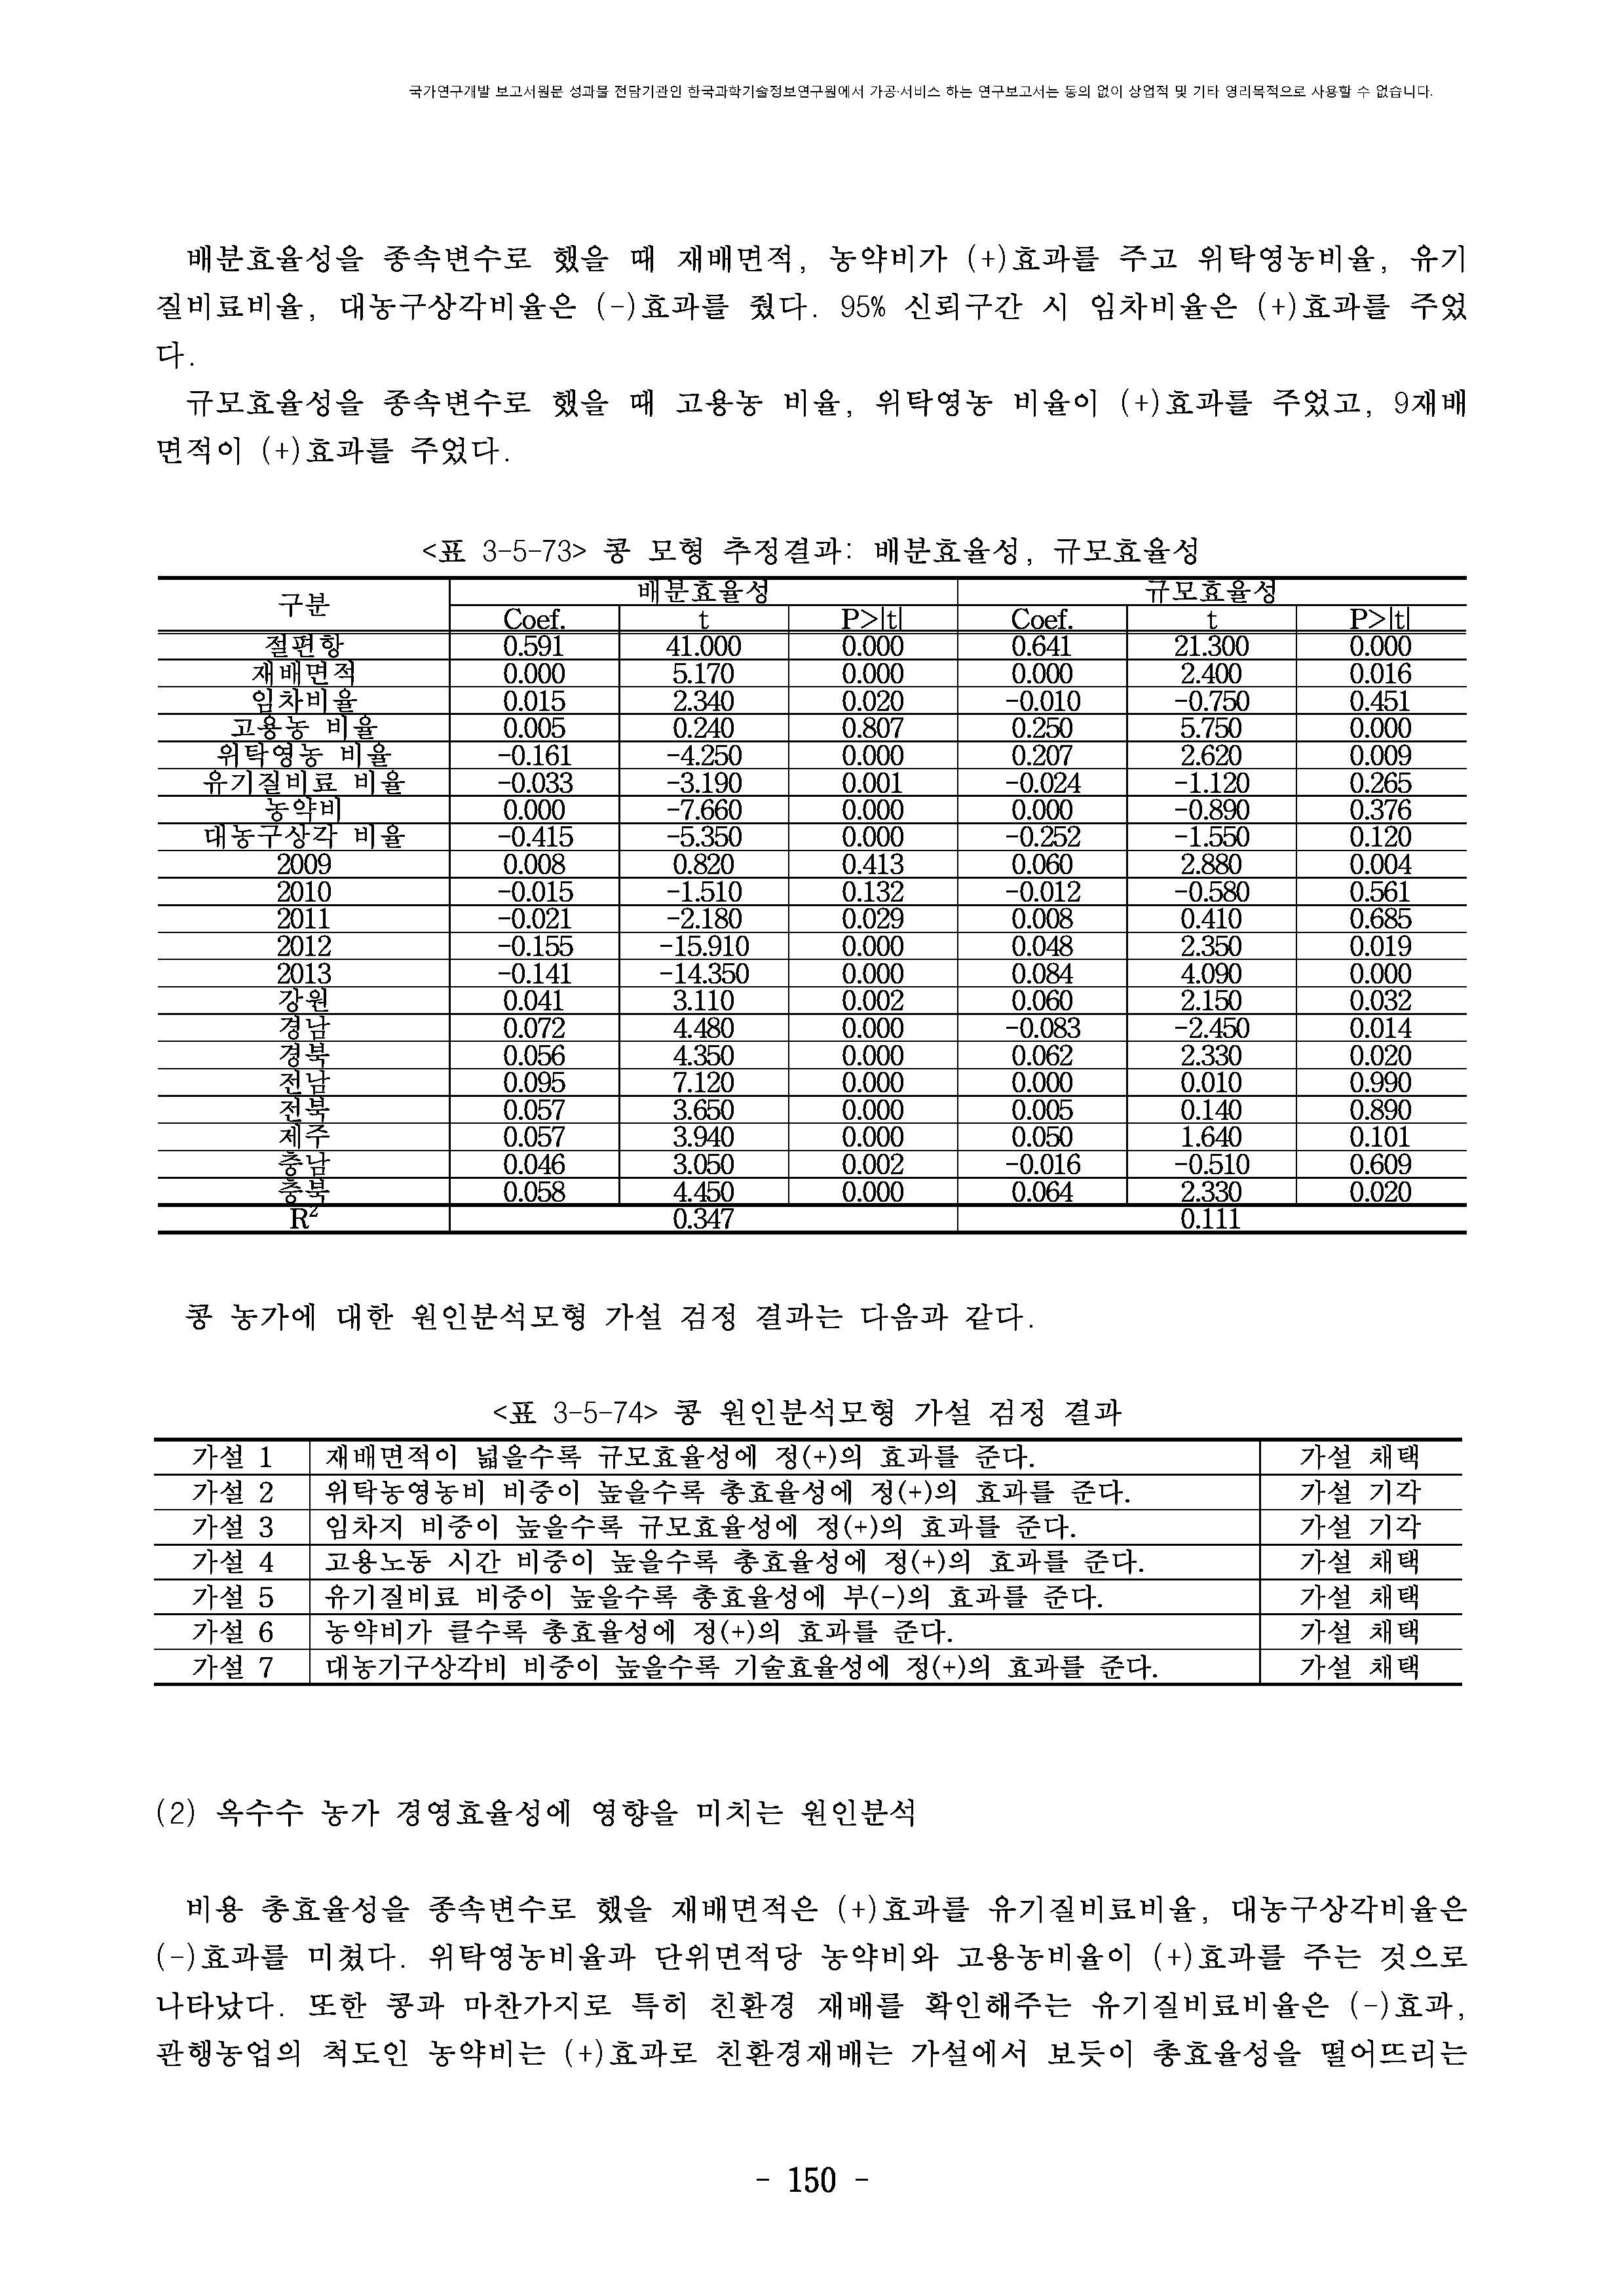 국가연구개발 보고서원문 성과물 전담기관인 한국과학기술정보연구원에서 가공·서비스 하는 연구보고서는 동의 없이 상업적 및 기타 영리목적으로 사용할 수 없습니다.
배분효율성을 종속변수로 했을 때 재배면적, 농약비가 (+)효과를 주고 위탁영농비율, 유기
질비료비율, 대농구상각비율은 (-)효과를 줬다. 95% 신뢰구간 시 임차비율은 (+)효과를 주었
다.
규모효율성을 종속변수로 했을 때 고용농 비율, 위탁영농 비율이 (+)효과를 주었고, 9재배
면적이 (+)효과를 주었다.
<표 3-5-73> 콩 모형 추정결과: 배분효율성, 규모효율성
구분 배분효율성 규모효율성
Coef. t P>|t| Coef. t P>|t|
절편항 0.591 41.000 0.000 0.641 21.300 0.000
재배면적 0.000 5.170 0.000 0.000 2.400 0.016
임차비율 0.015 2.340 0.020 -0.010 -0.750 0.451
고용농 비율 0.005 0.240 0.807 0.250 5.750 0.000
위탁영농 비율 -0.161 -4.250 0.000 0.207 2.620 0.009
유기질비료 비율 -0.033 -3.190 0.001 -0.024 -1.120 0.265
농약비 0.000 -7.660 0.000 0.000 -0.890 0.376
대농구상각 비율 -0.415 -5.350 0.000 -0.252 -1.550 0.120
2009 0.008 0.820 0.413 0.060 2.880 0.004
2010 -0.015 -1.510 0.132 -0.012 -0.580 0.561
2011 -0.021 -2.180 0.029 0.008 0.410 0.685
2012 -0.155 -15.910 0.000 0.048 2.350 0.019
2013 -0.141 -14.350 0.000 0.084 4.090 0.000
강원 0.041 3.110 0.002 0.060 2.150 0.032
경남 0.072 4.480 0.000 -0.083 -2.450 0.014
경북 0.056 4.350 0.000 0.062 2.330 0.020
전남 0.095 7.120 0.000 0.000 0.010 0.990
전북 0.057 3.650 0.000 0.005 0.140 0.890
제주 0.057 3.940 0.000 0.050 1.640 0.101
충남 0.046 3.050 0.002 -0.016 -0.510 0.609
충북 0.058 4.450 0.000 0.064 2.330 0.020
R² 0.347 0.111
콩 농가에 대한 원인분석모형 가설 검정 결과는 다음과 같다.
<표 3-5-74> 콩 원인분석모형 가설 검정 결과
가설 1 재배면적이 넓을수록 규모효율성에 정(+)의 효과를 준다. 가설 채택
가설 2 위탁농영농비 비중이 높을수록 총효율성에 정(+)의 효과를 준다. 가설 기각
가설 3 임차지 비중이 높을수록 규모효율성에 정(+)의 효과를 준다. 가설 기각
가설 4 고용노동 시간 비중이 높을수록 총효율성에 정(+)의 효과를 준다. 가설 채택
가설 5 유기질비료 비중이 높을수록 총효율성에 부(-)의 효과를 준다. 가설 채택
가설 6 농약비가 클수록 총효율성에 정(+)의 효과를 준다. 가설 채택
가설 7 대농기구상각비 비중이 높을수록 기술효율성에 정(+)의 효과를 준다. 가설 채택
(2) 옥수수 농가 경영효율성에 영향을 미치는 원인분석
비용 총효율성을 종속변수로 했을 재배면적은 (+)효과를 유기질비료비율, 대농구상각비율은
(-)효과를 미쳤다. 위탁영농비율과 단위면적당 농약비와 고용농비율이 (+)효과를 주는 것으로
나타났다. 또한 콩과 마찬가지로 특히 친환경 재배를 확인해주는 유기질비료비율은 (-)효과,
관행농업의 척도인 농약비는 (+)효과로 친환경재배는 가설에서 보듯이 총효율성을 떨어뜨리는
- 150 -